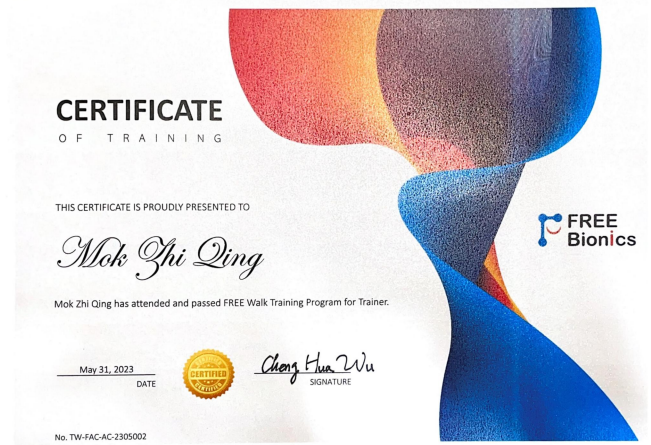 CERTIFICATE
OF TRAINING
THIS CERTIFICATE IS PROUDLY PRESENTED TO
Mok Zhi Qing
FREE
Bionics
Mok Zhi Qing has attended and passed FREE Walk Training Program for Trainer.
May 31, 2023
DATE
CERTIFIED
Cheng Hua Wu
SIGNATURE
No. TW-FAC-AC-2305002